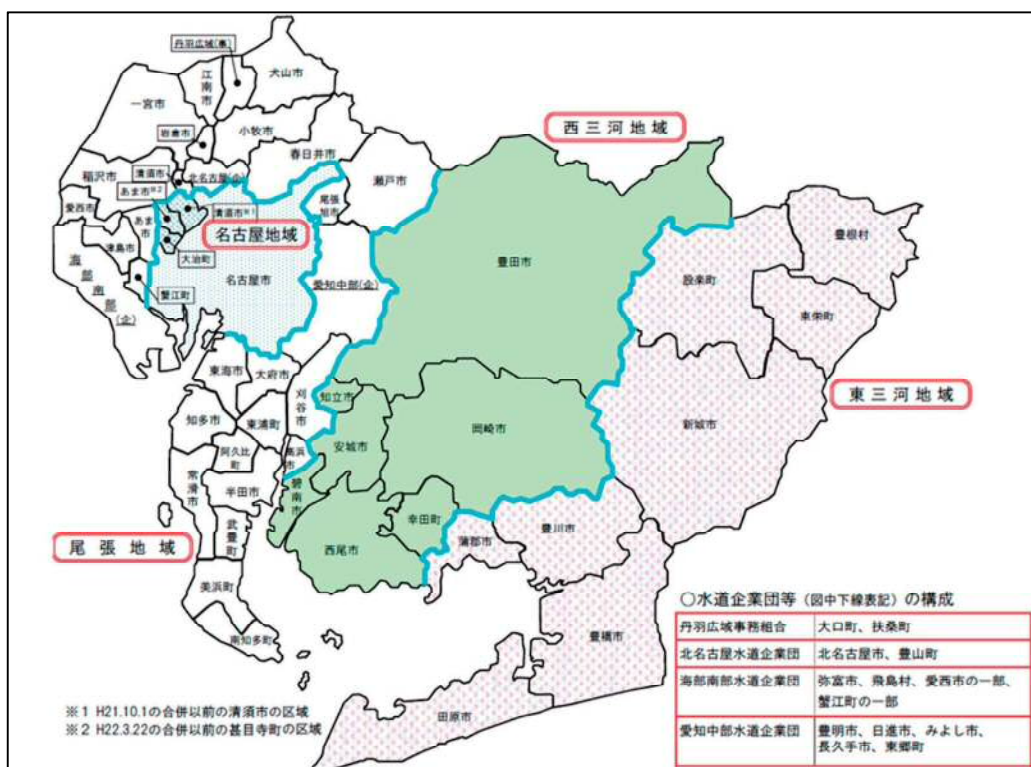 丹羽広域(事)
犬山市
江南市
一宮市
岩倉市
小牧市
西三河地域
春日井市
稲沢市
清須市
北名古屋(企)
瀬戸市
あま市※2
愛西市
清須市※1
尾張旭市
あま市
名古屋地域
津島市
大治町
豊田市
豊根村
設楽町
海部南部(企)
蟹江町
名古屋市
愛知中部(企)
東栄町
東海市
大府市
刈谷市
知立市
東三河地域
知多市
東浦町
岡崎市
新城市
安城市
高浜市
阿久比町
常滑市
半田市
碧南市
幸田町
豊川市
蒲郡市
尾張地域
武豊町
西尾市
美浜町
南知多町
豊橋市
田原市
○水道企業団等(図中下線表記)の構成
丹羽広域事務組合 大口町、扶桑町
北名古屋水道企業団 北名古屋市、豊山町
海部南部水道企業団 弥富市、飛島村、愛西市の一部、
蟹江町の一部
愛知中部水道企業団 豊明市、日進市、みよし市、
長久手市、東郷町
※1 H21.10.1の合併以前の清須市の区域
※2 H22.3.22の合併以前の甚目寺町の区域